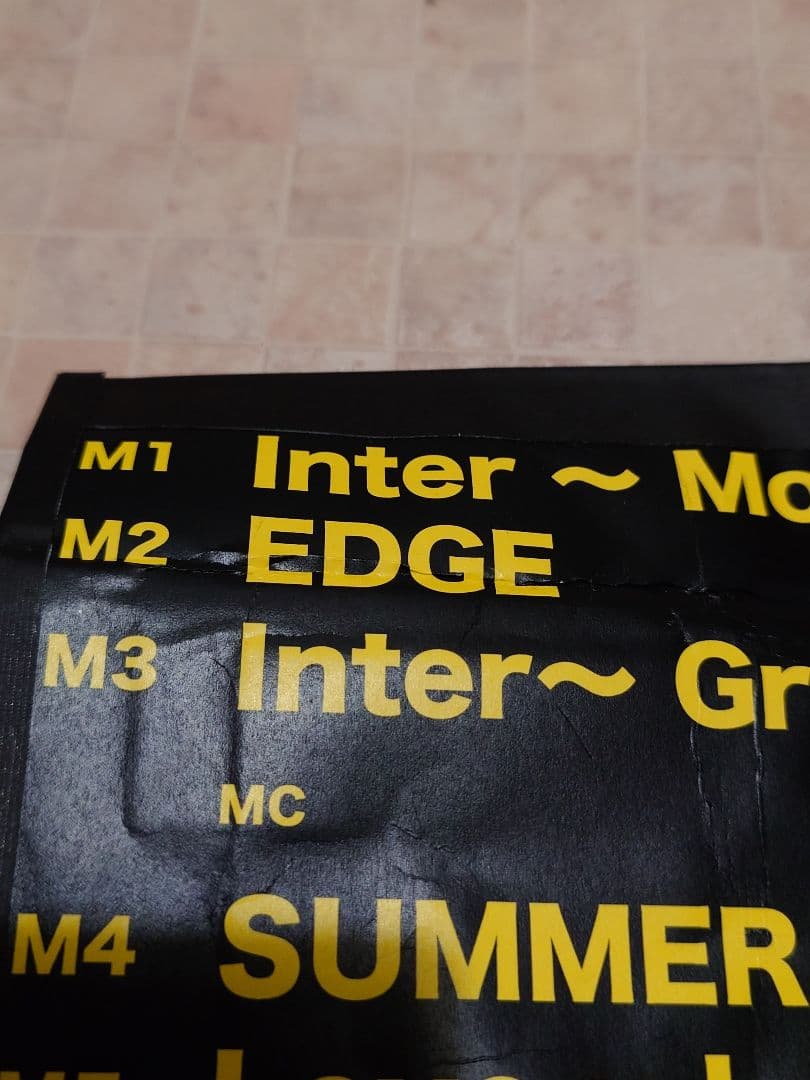 M1 Inter ～ Mo
M2 EDGE
M3 Inter～ Gr
MC
M4 SUMMER